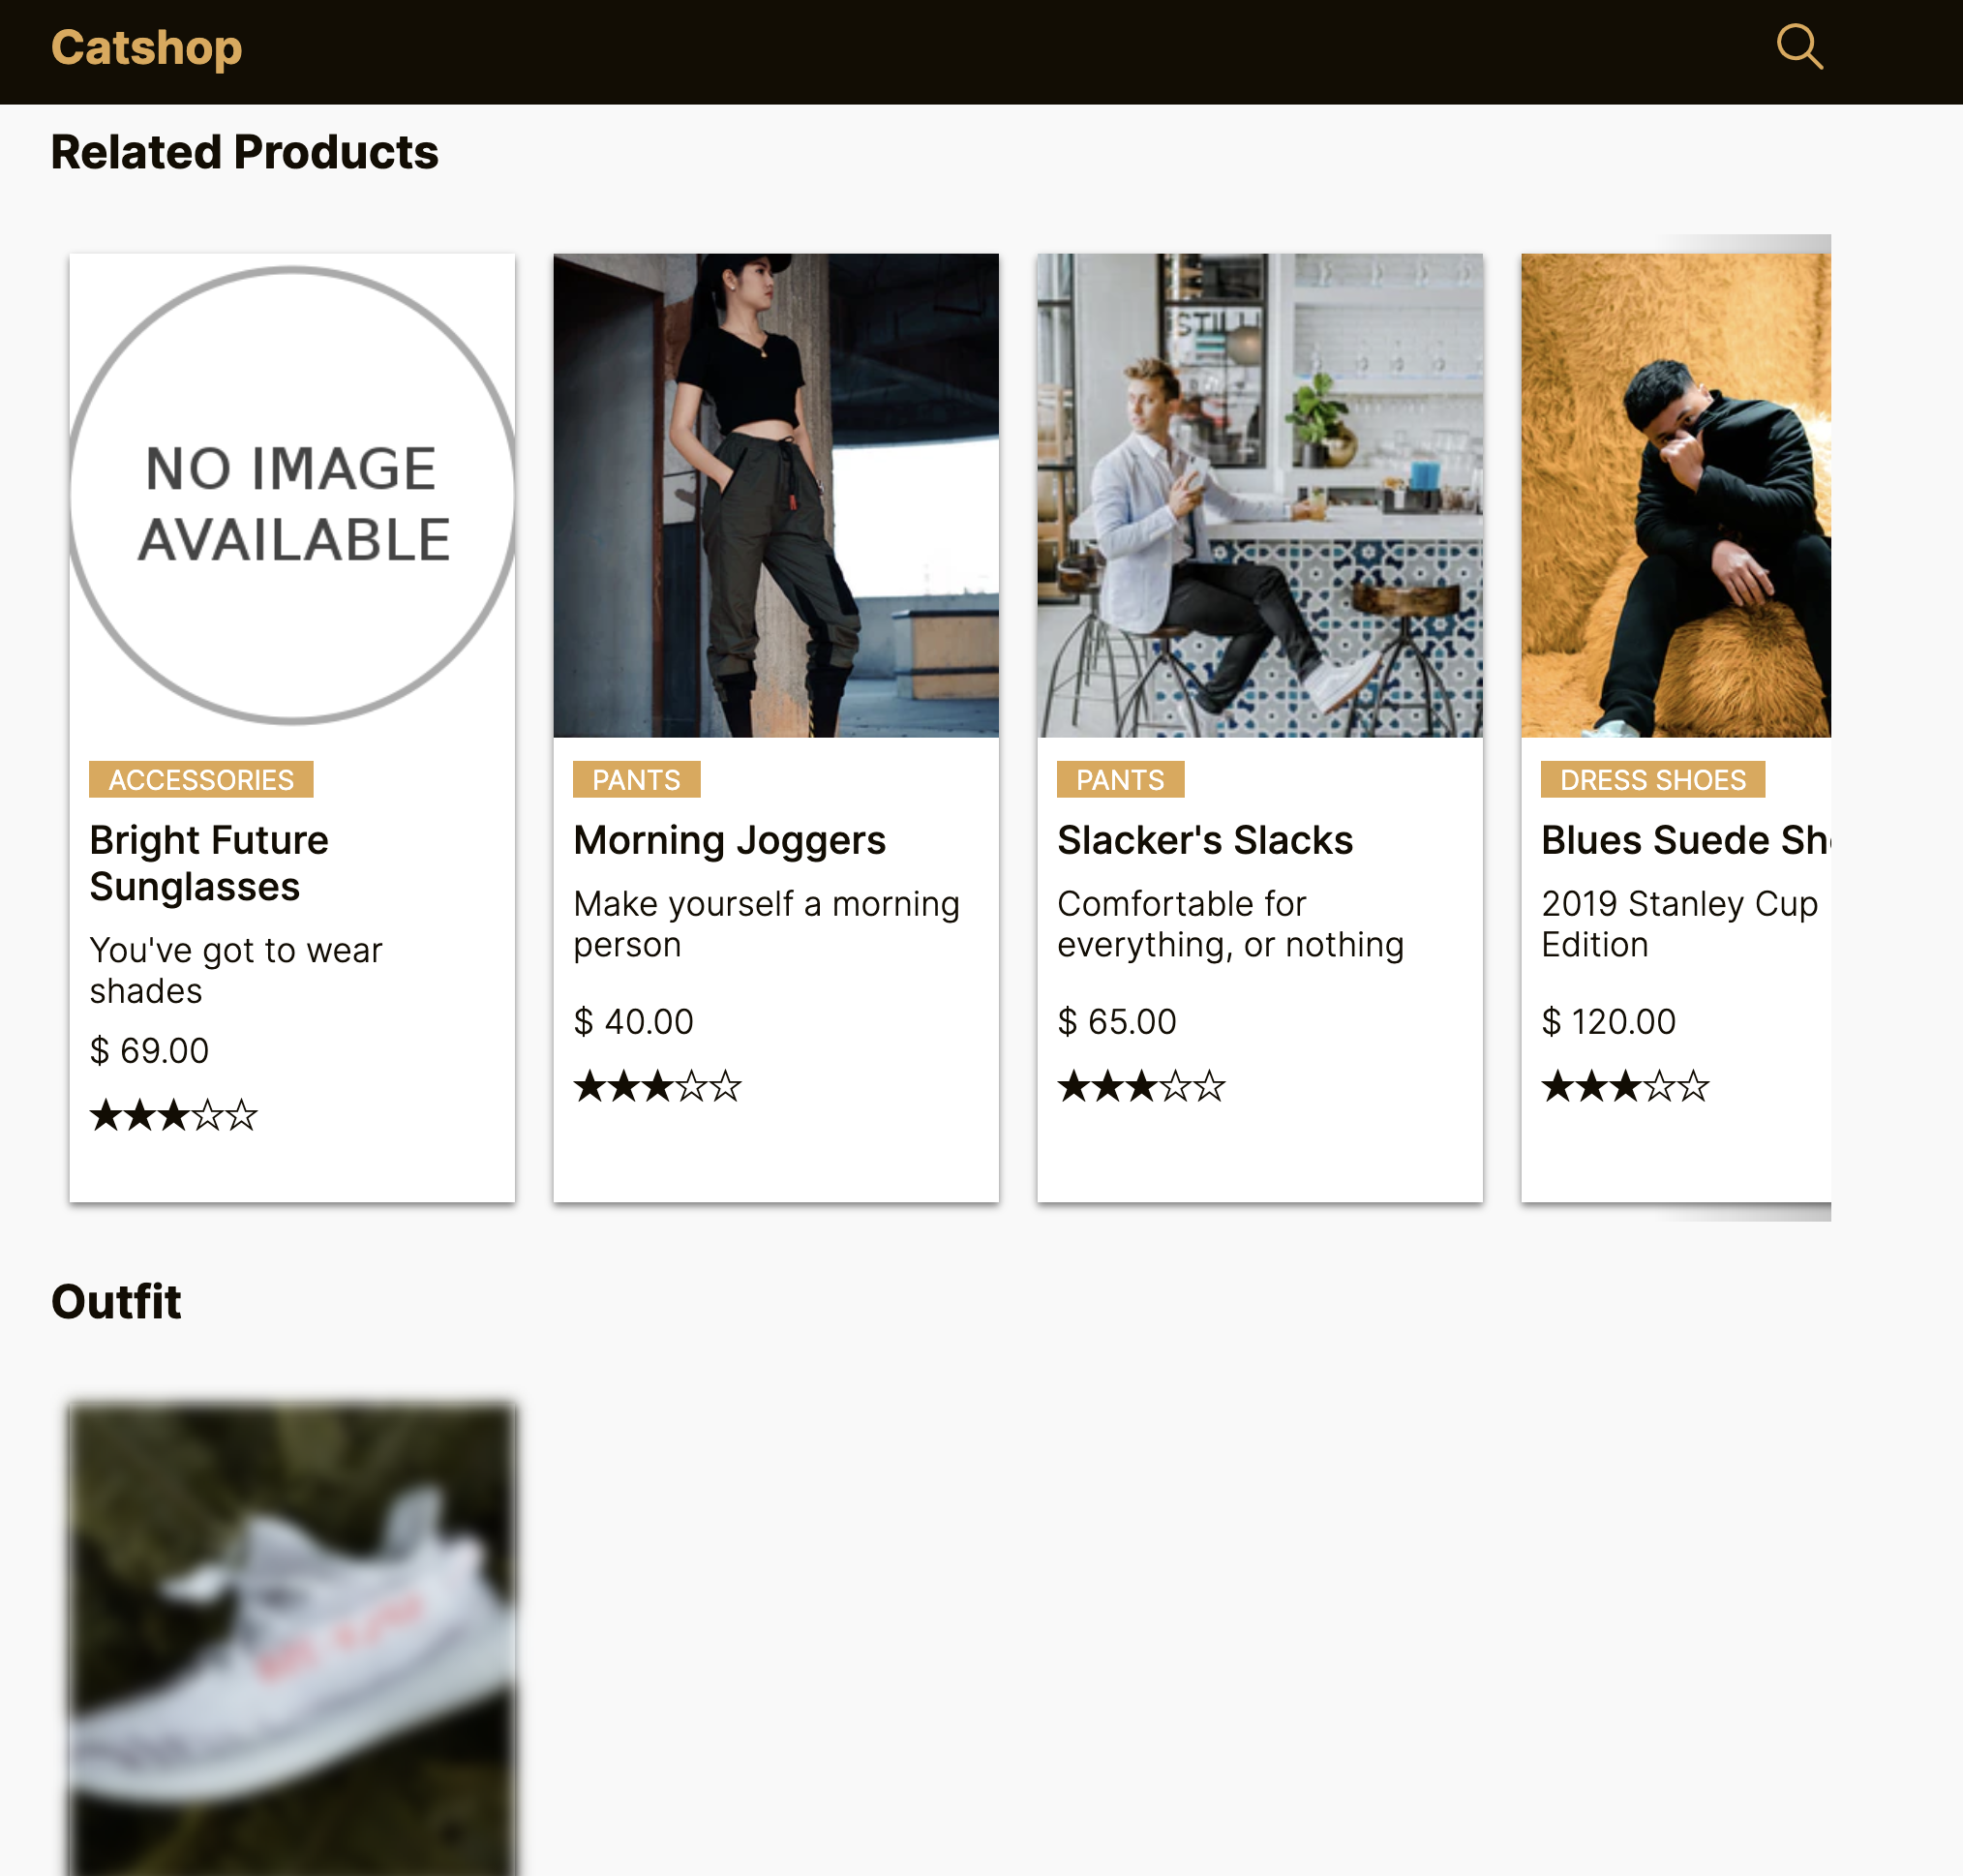 Catshop
Related Products
NO IMAGE
AVAILABLE
STILL
ACCESSORIES
Bright Future
Sunglasses
You've got to wear
shades
$ 69.00
PANTS
Morning Joggers
Make yourself a morning
person
$ 40.00
PANTS
Slacker's Slacks
Comfortable for
everything, or nothing
$ 65.00
DRESS SHOES
Blues Suede Sh
2019 Stanley Cup
Edition
$ 120.00
Outfit